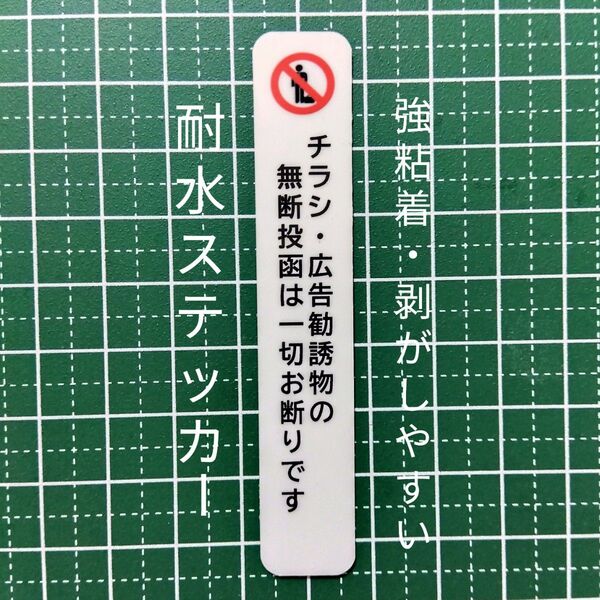 強粘着・剥がしやすい
チラシ・広告勧誘物の
無断投函は一切お断りです
耐水ステッカー